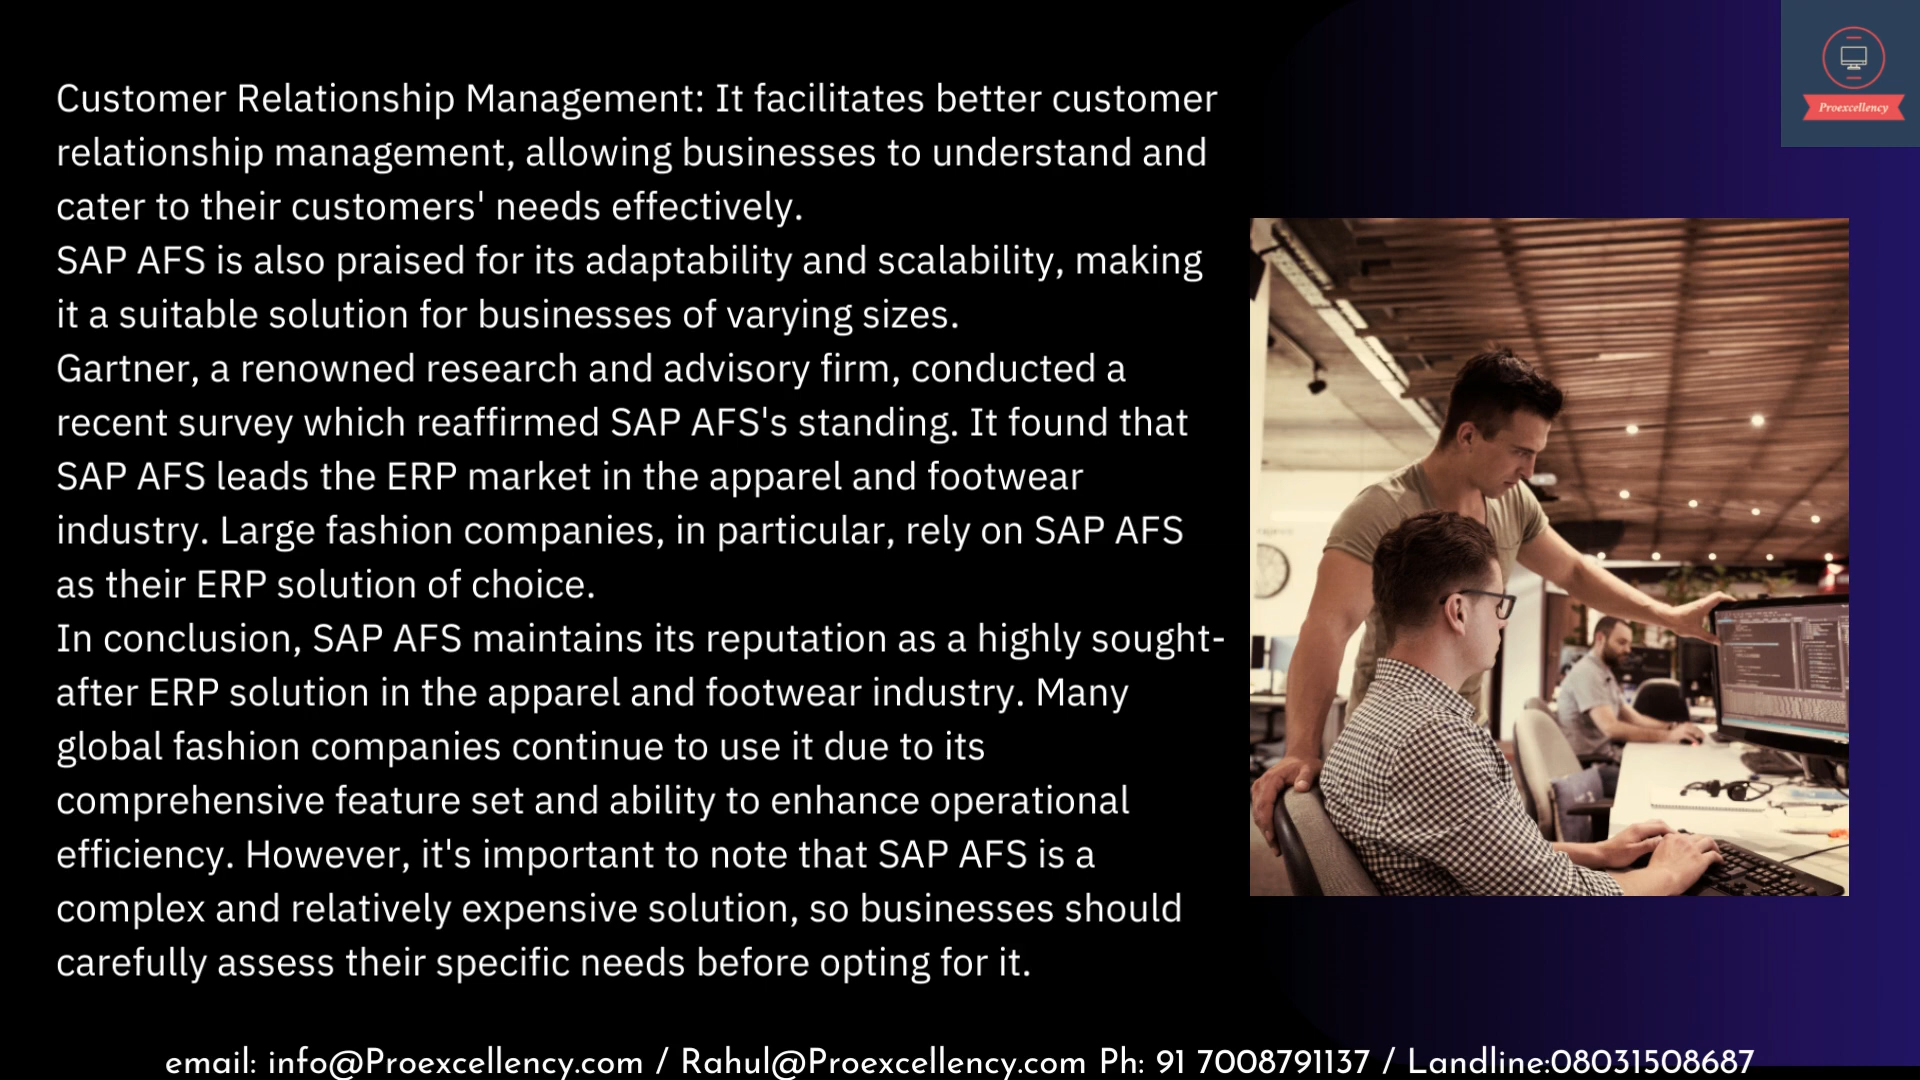 Proexcellency
Customer Relationship Management: It facilitates better customer
relationship management, allowing businesses to understand and
cater to their customers' needs effectively.
SAP AFS is also praised for its adaptability and scalability, making
it a suitable solution for businesses of varying sizes.
Gartner, a renowned research and advisory firm, conducted a
recent survey which reaffirmed SAP AFS's standing. It found that
SAP AFS leads the ERP market in the apparel and footwear
industry. Large fashion companies, in particular, rely on SAP AFS
as their ERP solution of choice.
In conclusion, SAP AFS maintains its reputation as a highly sought-
after ERP solution in the apparel and footwear industry. Many
global fashion companies continue to use it due to its
comprehensive feature set and ability to enhance operational
efficiency. However, it's important to note that SAP AFS is a
complex and relatively expensive solution, so businesses should
carefully assess their specific needs before opting for it.
email: info@Proexcellency.com / Rahul@Proexcellency.com Ph: 91 7008791137 / Landline:08031508687